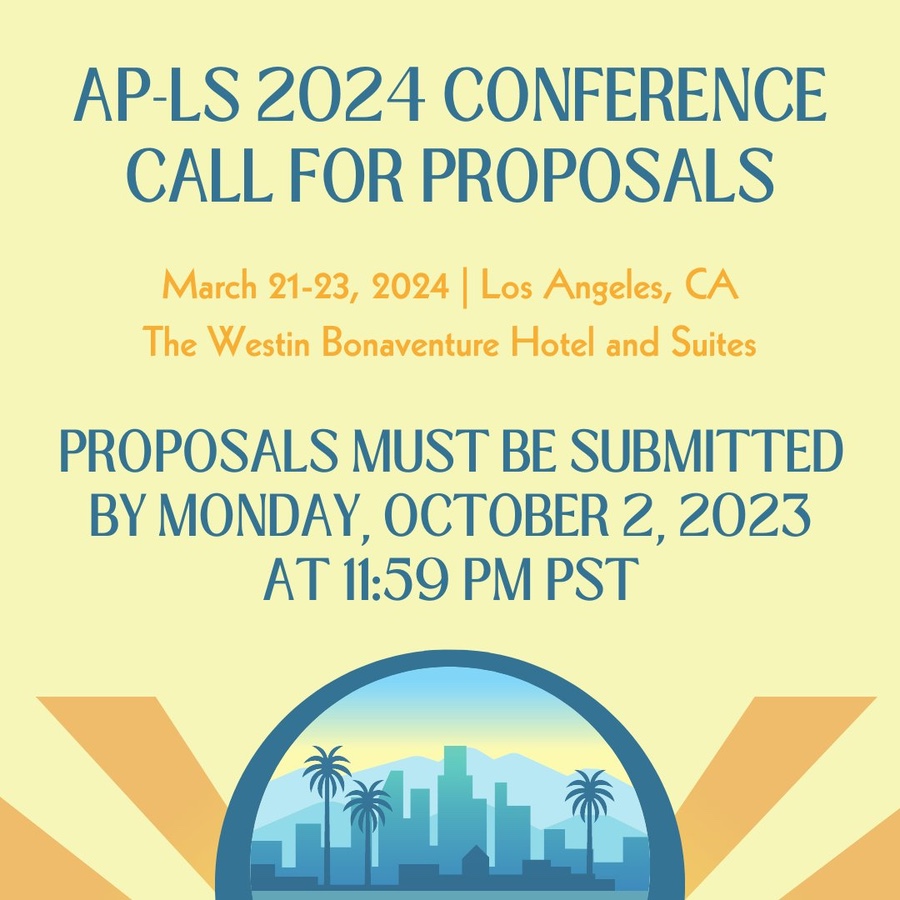 AP-LS 2024 CONFERENCE
CALL FOR PROPOSALS
March 21-23, 2024 | Los Angeles, CA
The Westin Bonaventure Hotel and Suites
PROPOSALS MUST BE SUBMITTED
BY MONDAY, OCTOBER 2, 2023
AT 11:59 PM PST